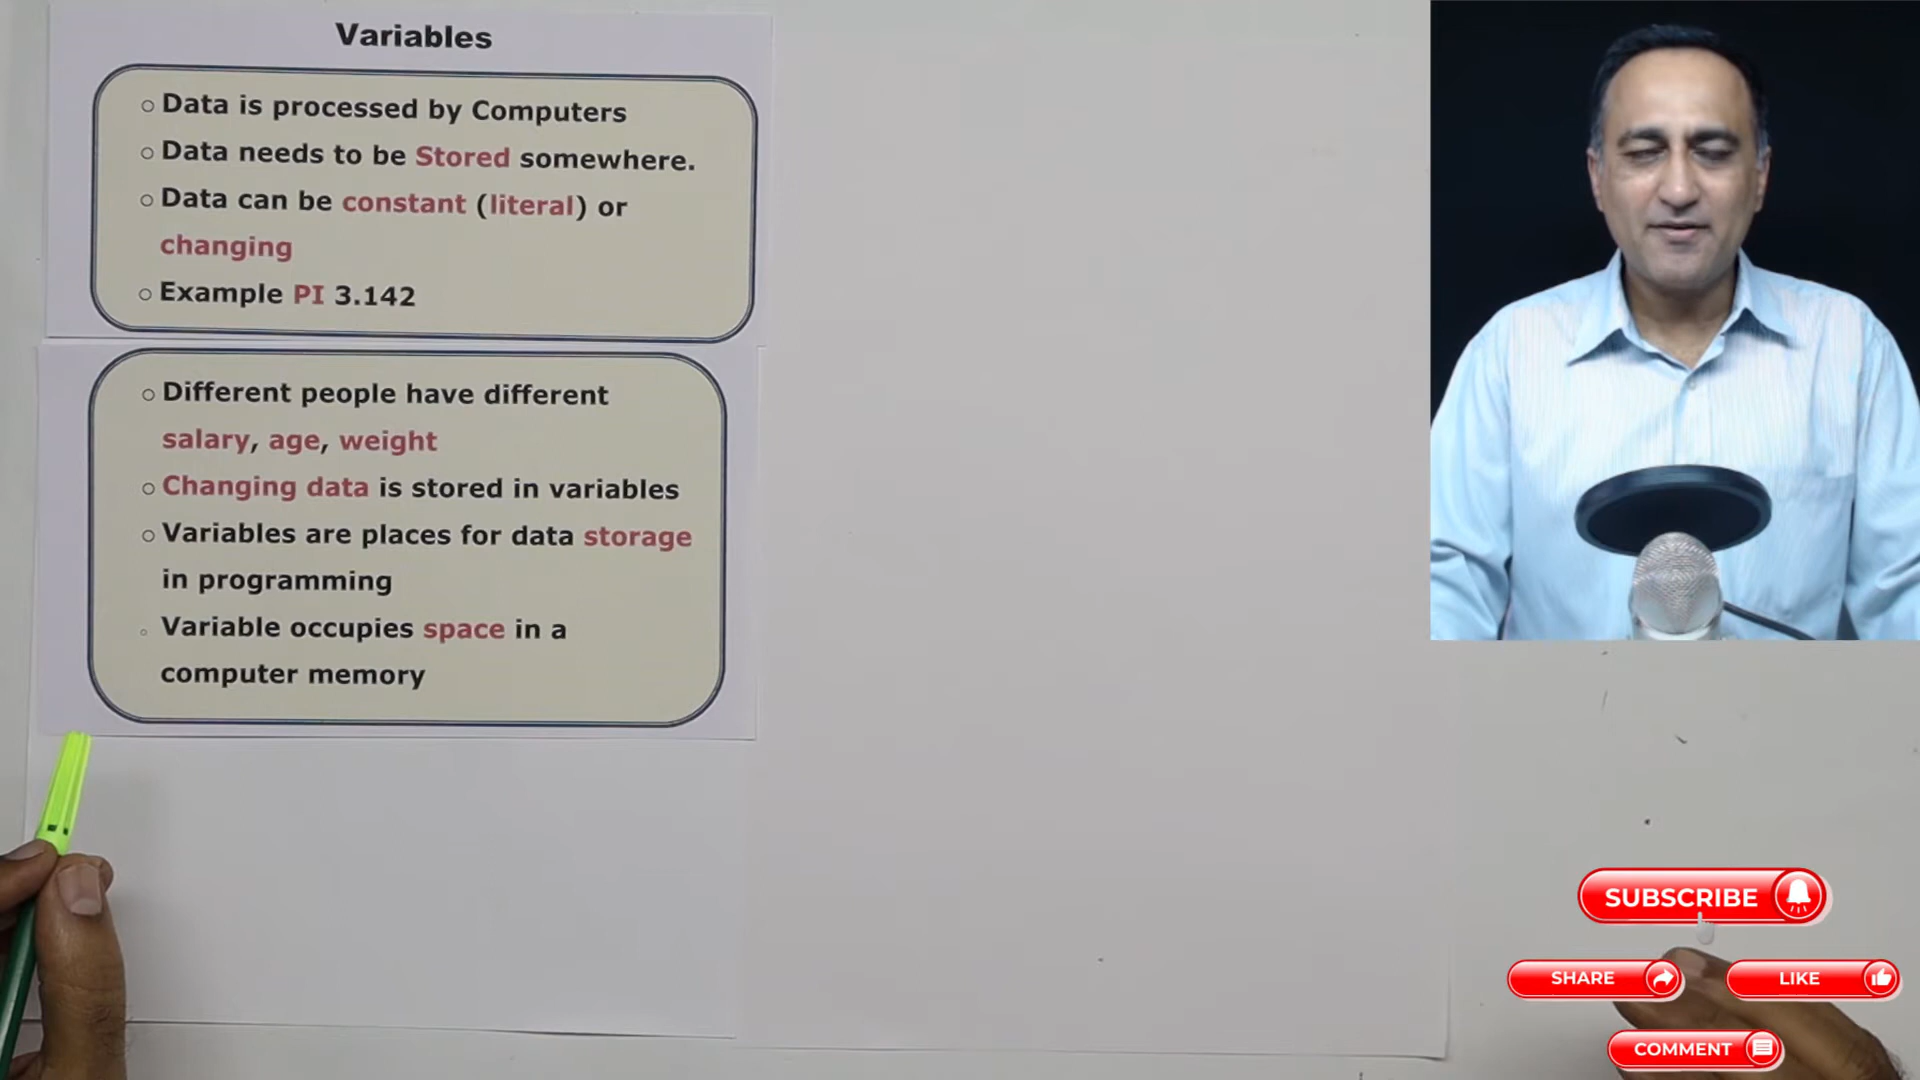 Variables
Data is processed by Computers
Data needs to be Stored somewhere.
Data can be constant (literal) or
changing
Example PI 3.142
Different people have different
salary, age, weight
Changing data is stored in variables
Variables are places for data storage
in programming
Variable occupies space in a
computer memory
SUBSCRIBE
SHARE
LIKE
COMMENT